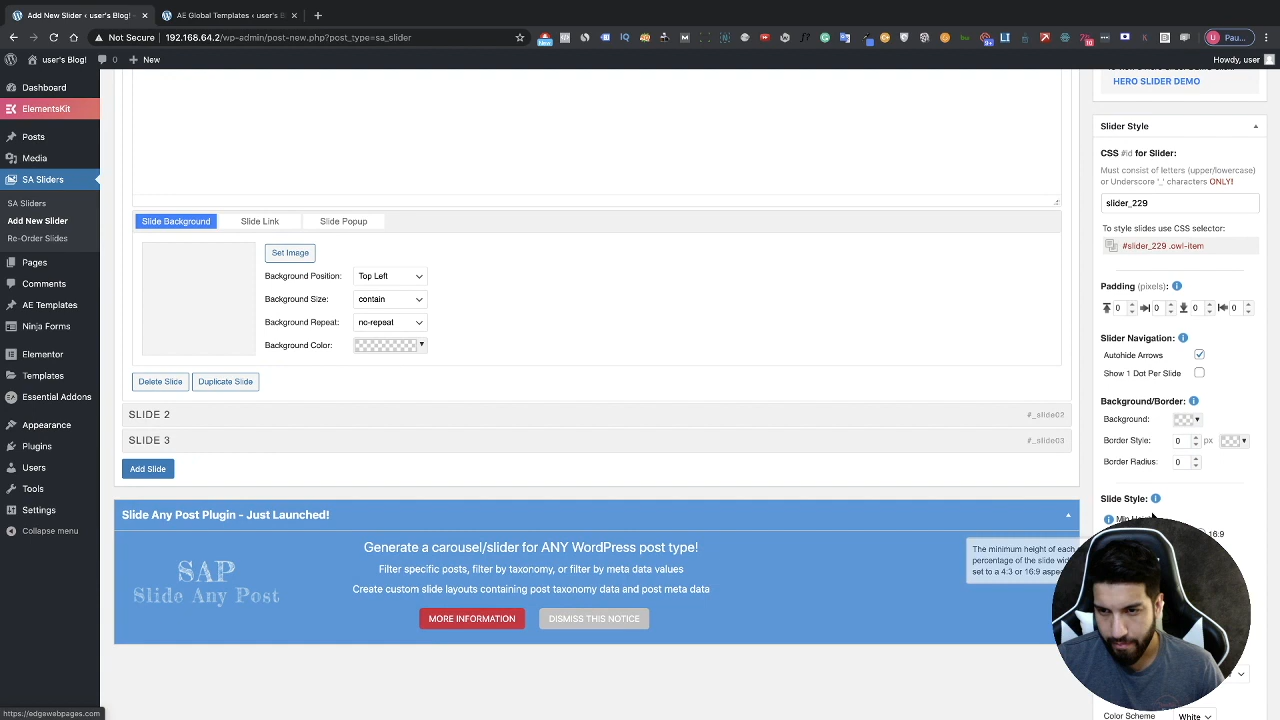 Add New Slider ‹ user's Blog! -
AE Global Templates ‹ user's B
Not Secure 192.168.64.2/wp-admin/post-new.php?post_type=sa_slider
Pau...
user's Blog! New Howdy, user
Dashboard
ElementsKit
Posts
Media
SA Sliders
SA Sliders
Add New Slider
Re-Order Slides
Pages
Comments
AE Templates
Ninja Forms
Elementor
Templates
Essential Addons
Appearance
Plugins
Users
Tools
Settings
Collapse menu
https://edgewebpages.com
Slide Background Slide Link Slide Popup
Set Image
Background Position: Top Left
Background Size: contain
Background Repeat: no-repeat
Background Color:
Delete Slide Duplicate Slide
SLIDE 2 #_slide02
SLIDE 3 #_slide03
Add Slide
Slide Any Post Plugin - Just Launched!
SAP
Slide Any Post
Generate a carousel/slider for ANY WordPress post type!
Filter specific posts, filter by taxonomy, or filter by meta data values
Create custom slide layouts containing post taxonomy data and post meta data
MORE INFORMATION DISMISS THIS NOTICE
The minimum height of each
percentage of the slide wid
set to a 4:3 or 16:9 aspec
HERO SLIDER DEMO
Slider Style
CSS #id for Slider:
Must consist of letters (upper/lowercase)
or Underscore '_' characters ONLY!
slider_229
To style slides use CSS selector:
#slider_229 .owl-item
Padding (pixels):
0 0 0 0
Slider Navigation:
Autohide Arrows
Show 1 Dot Per Slide
Background/Border:
Background:
Border Style: 0 px
Border Radius: 0
Slide Style:
16:9
Color Scheme White